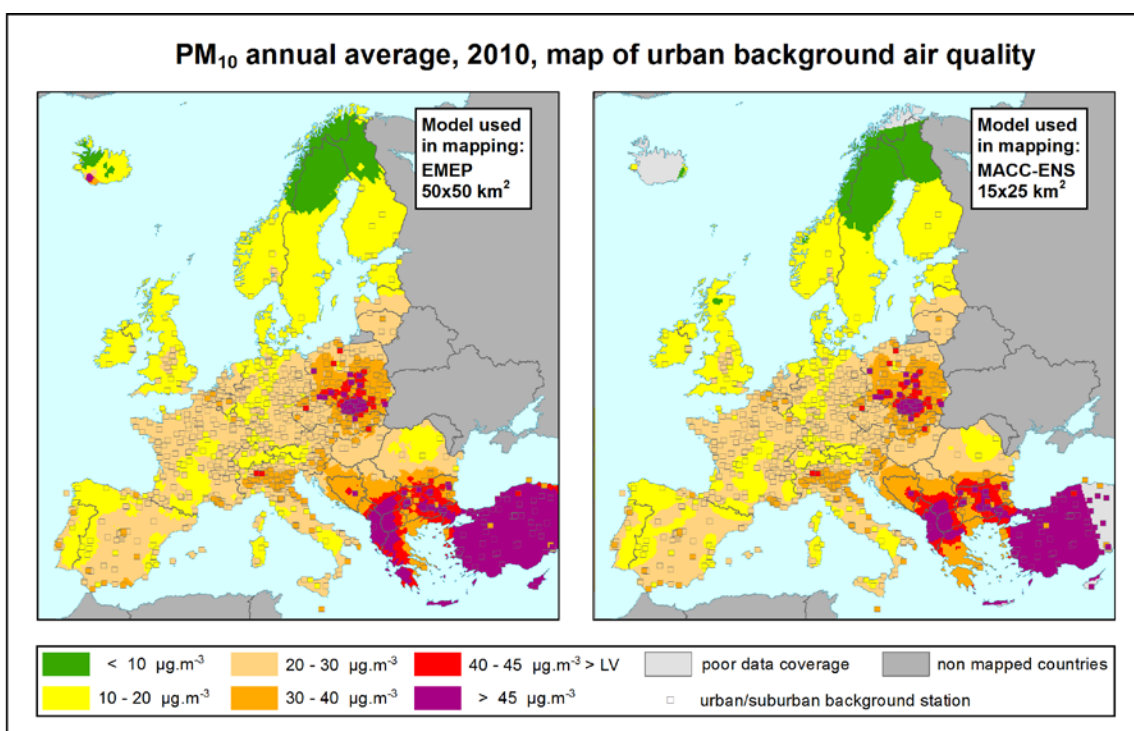 PM₁₀ annual average, 2010, map of urban background air quality
Model used
in mapping:
EMEP
50x50 km²
Model used
in mapping:
MACC-ENS
15x25 km²
< 10 µg.m⁻³
20 - 30 µg.m⁻³
40 - 45 µg.m⁻³ > LV
poor data coverage
non mapped countries
10 - 20 µg.m⁻³
30 - 40 µg.m⁻³
> 45 µg.m⁻³
urban/suburban background station